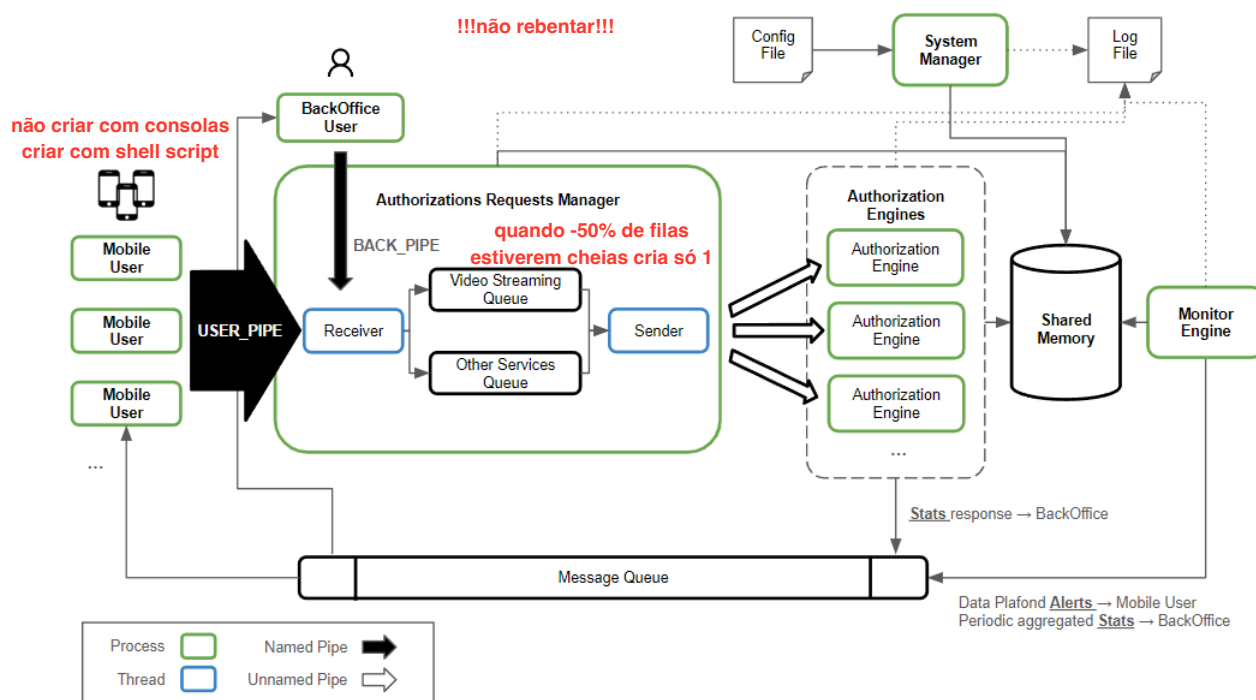 !!!não rebentar!!!
Config
File
System
Manager
Log
File
BackOffice
User
não criar com consolas
criar com shell script
Authorizations Requests Manager
BACK_PIPE
quando -50% de filas
estiverem cheias cria só 1
Authorization
Engines
Mobile
User
Mobile
User
Mobile
User
...
USER_PIPE
Receiver
Video Streaming
Queue
Other Services
Queue
Sender
Authorization
Engine
Authorization
Engine
Authorization
Engine
...
Shared
Memory
Monitor
Engine
Stats response → BackOffice
Message Queue
Data Plafond Alerts → Mobile User
Periodic aggregated Stats → BackOffice
Process
Named Pipe
Thread
Unnamed Pipe